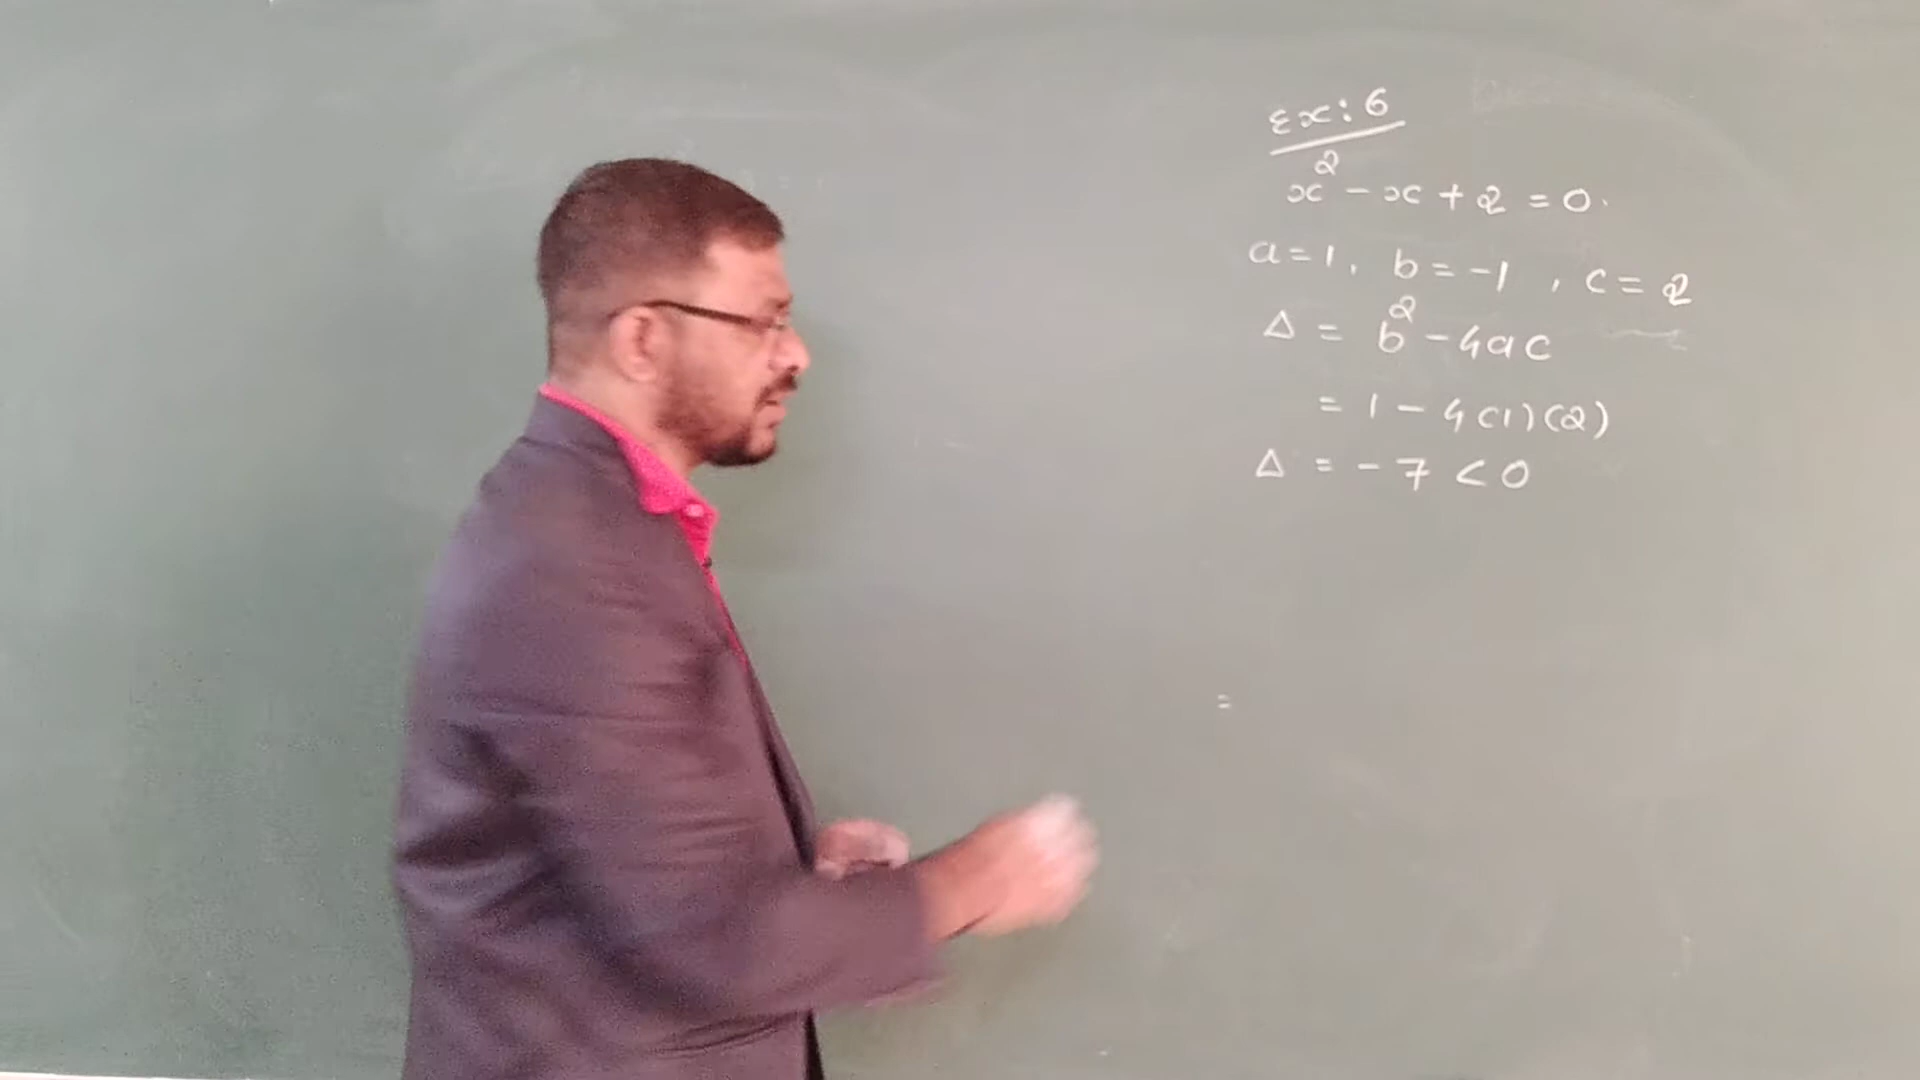 Ex: 6
x² - x + 2 = 0.
a = 1, b = -1, c = 2
Δ = b² - 4ac
= 1 - 4(1)(2)
Δ = -7 < 0
=